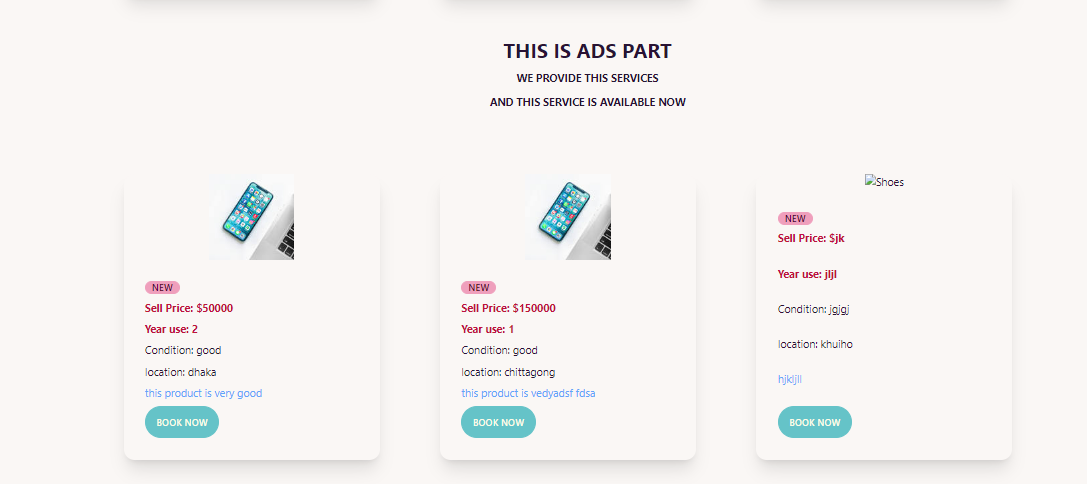 THIS IS ADS PART
WE PROVIDE THIS SERVICES
AND THIS SERVICE IS AVAILABLE NOW
NEW
Sell Price: $50000
Year use: 2
Condition: good
location: dhaka
this product is very good
BOOK NOW
NEW
Sell Price: $150000
Year use: 1
Condition: good
location: chittagong
this product is vedyadsf fdsa
BOOK NOW
Shoes
NEW
Sell Price: $jk
Year use: jljl
Condition: jgjgj
location: khuiho
hjkljll
BOOK NOW